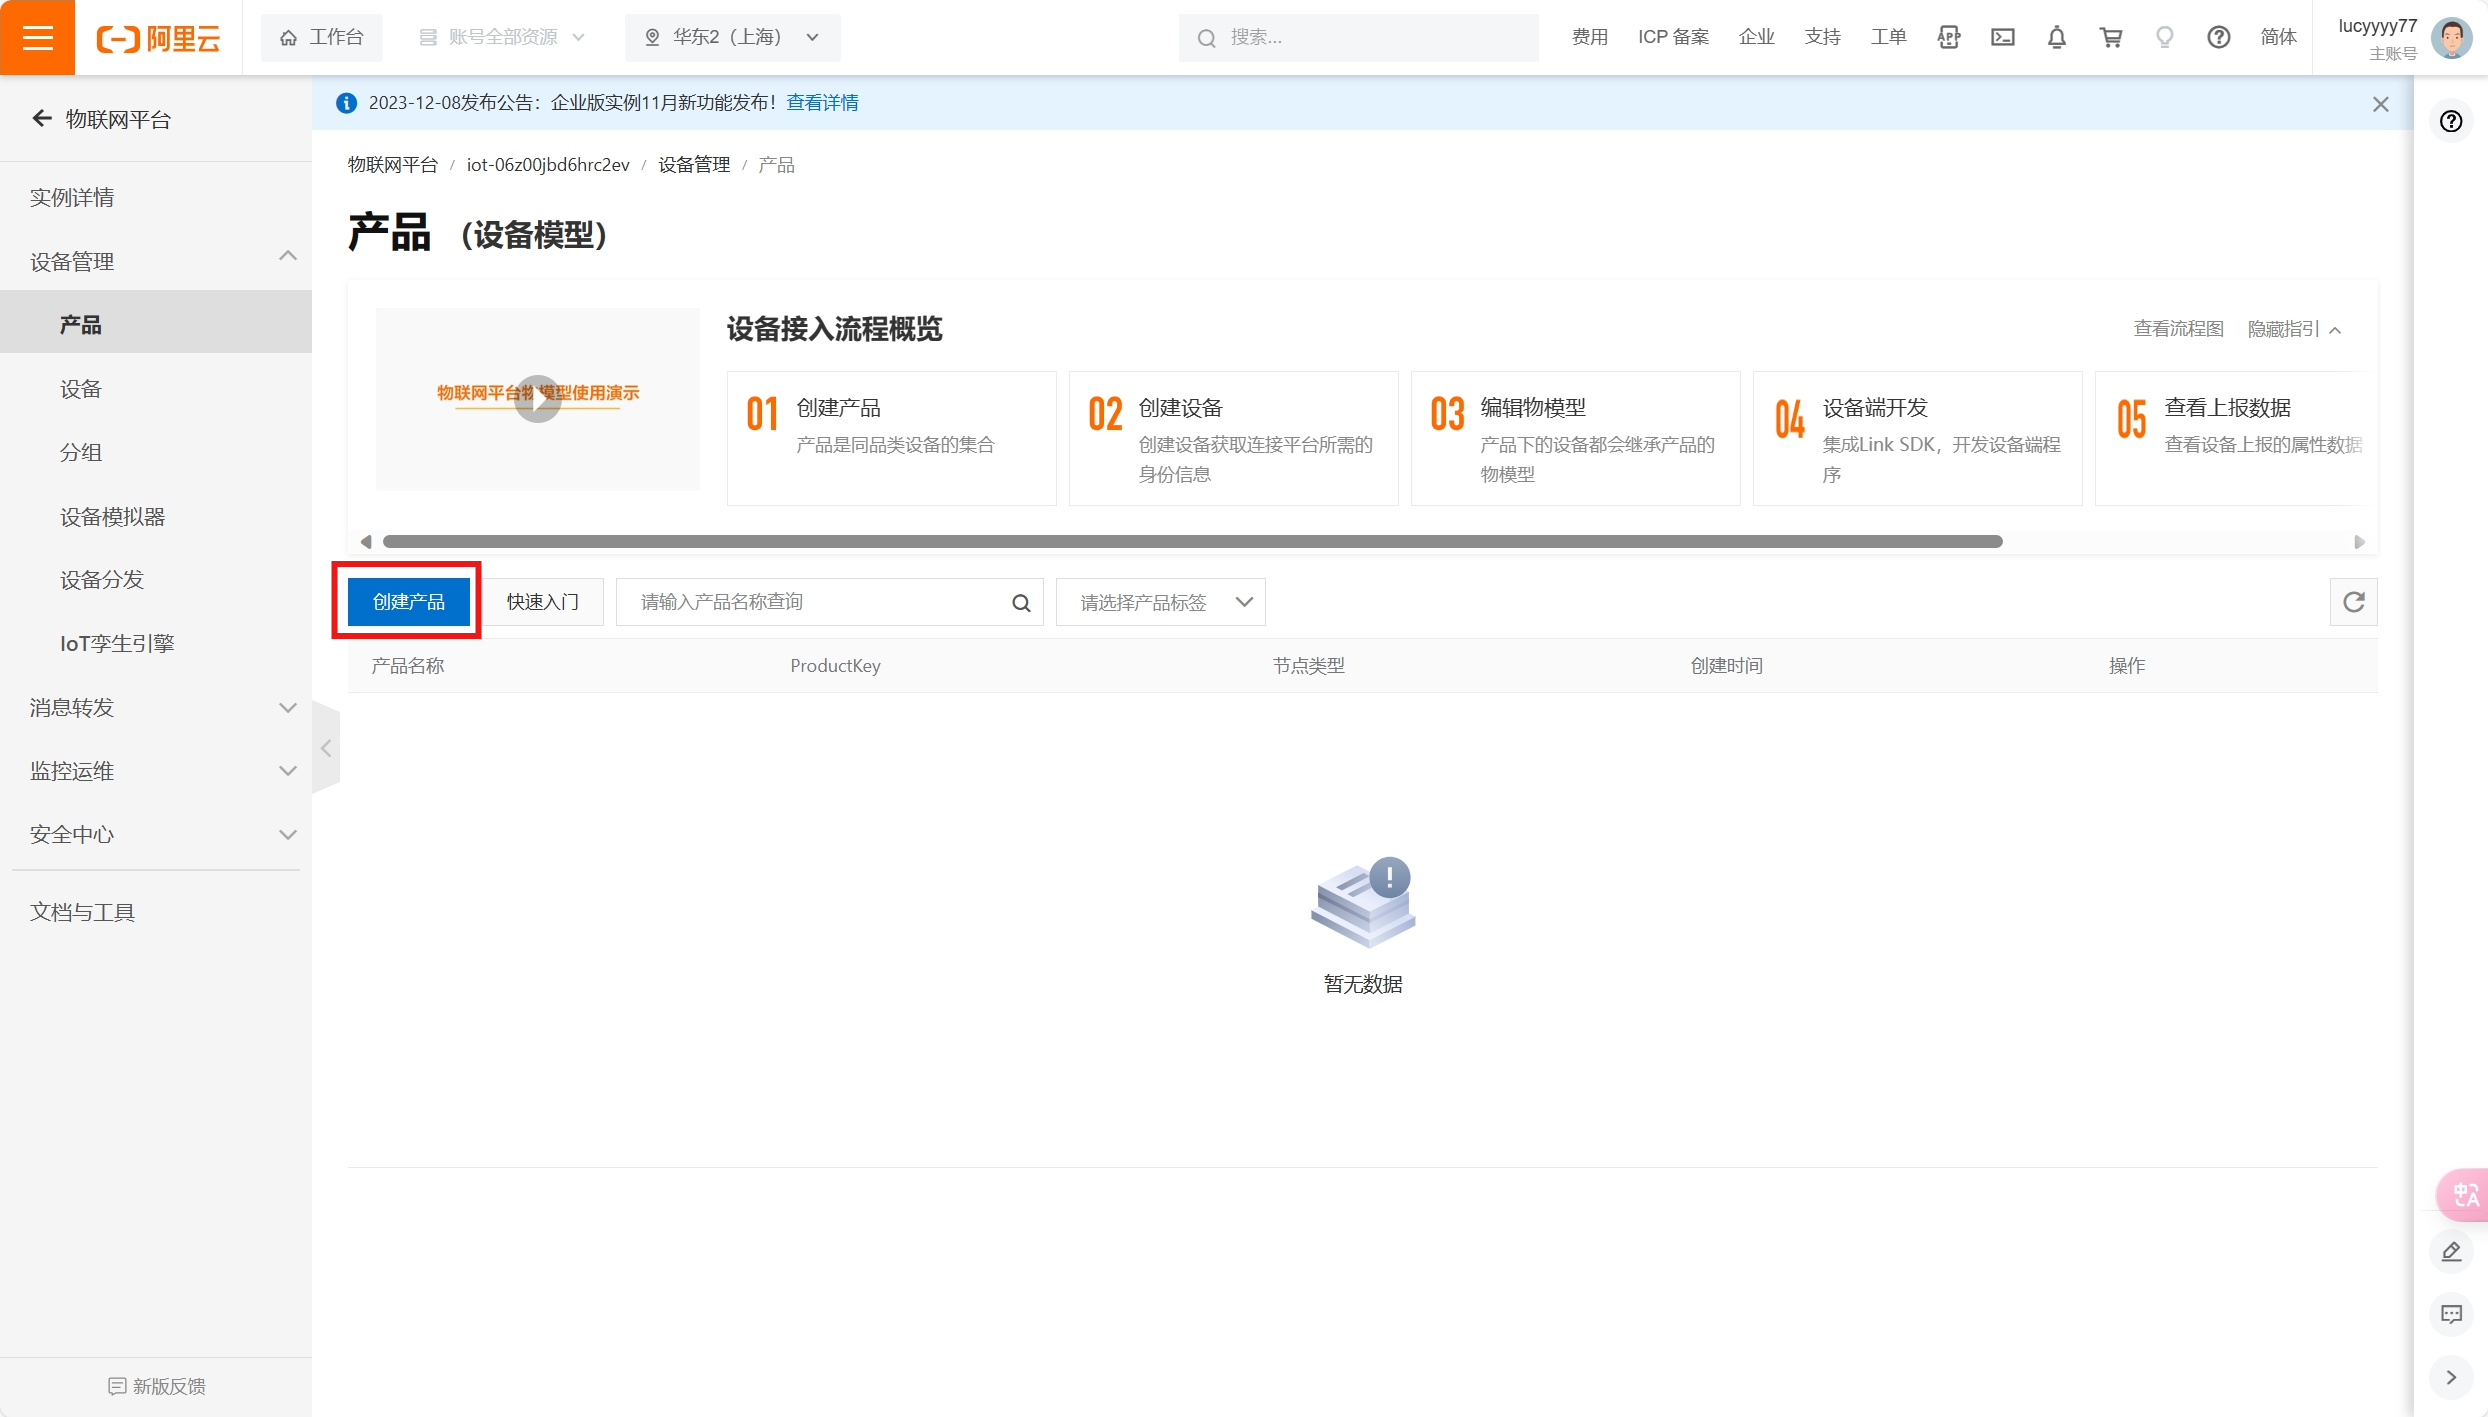 阿里云
工作台
账号全部资源
华东2（上海）
搜索...
费用
ICP 备案
企业
支持
工单
APP
简体
lucyyyy77
主账号
物联网平台
实例详情
设备管理
产品
设备
分组
设备模拟器
设备分发
IoT孪生引擎
消息转发
监控运维
安全中心
文档与工具
新版反馈
2023-12-08发布公告：企业版实例11月新功能发布！查看详情
物联网平台 / iot-06z00jbd6hrc2ev / 设备管理 / 产品
产品 （设备模型）
物联网平台物模型使用演示
设备接入流程概览
查看流程图
隐藏指引
01 创建产品
产品是同品类设备的集合
02 创建设备
创建设备获取连接平台所需的
身份信息
03 编辑物模型
产品下的设备都会继承产品的
物模型
04 设备端开发
集成Link SDK，开发设备端程
序
05 查看上报数据
查看设备上报的属性数据
创建产品
快速入门
请输入产品名称查询
请选择产品标签
产品名称
ProductKey
节点类型
创建时间
操作
暂无数据
中A